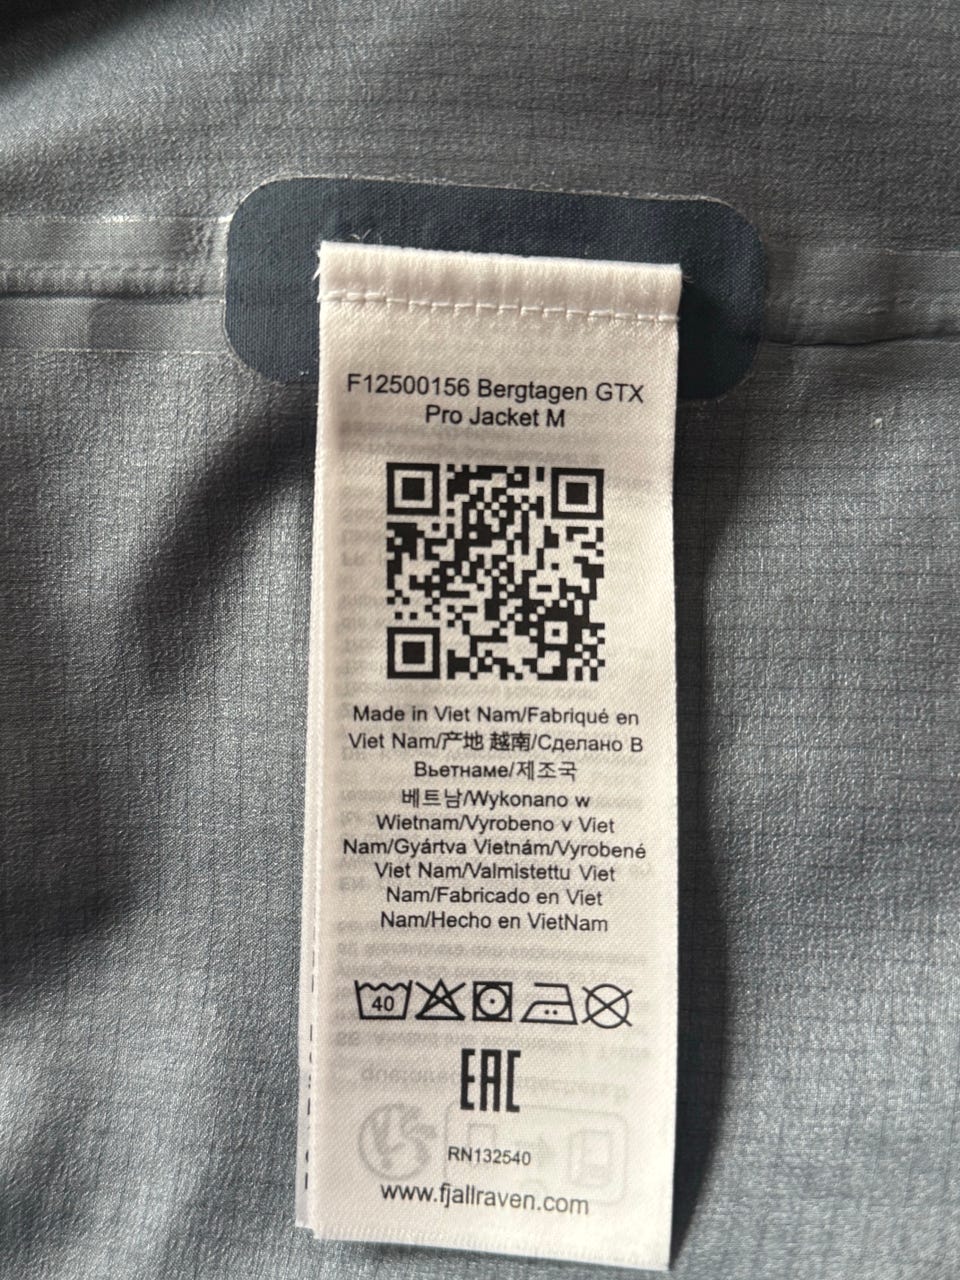 F12500156 Bergtagen GTX
Pro Jacket M
Made in Viet Nam/Fabriqué en
Viet Nam/产地 越南/Сделано В
Вьетнаме/제조국
베트남/Wykonano w
Wietnam/Vyrobeno v Viet
Nam/Gyártva Vietnám/Vyrobené
Viet Nam/Valmistettu Viet
Nam/Fabricado en Viet
Nam/Hecho en VietNam
40
EAC
RN132540
www.fjallraven.com